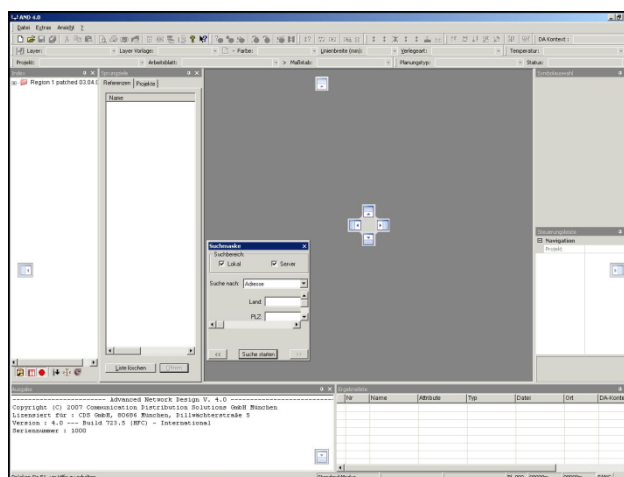 AND 4.0
Datei Extras Ansicht ?
DA Kontext :
Layer: Layer Vorlage: Farbe: Linienbreite (mm): Verlegeart: Temperatur:
Projekt: Arbeitsblatt: > Maßstab: Planungstyp: Status:
Index Sprungziele Symbolauswahl
Region 1 patched 03.04.0 Referenzen Projekte
Name
Steuerungsleiste
Suchmaske
Navigation
Suchbereich:
Projekt
Lokal Server
Suche nach: Adresse
Land:
PLZ:
<< Suche starten >>
Liste löschen Öffnen
Ausgabe Ergebnisliste
Nr Name Attribute Typ Datei Ort DA-Konte
Advanced Network Design V. 4.0
Copyright (C) 2007 Communication Distribution Solutions GmbH München
Lizensiert für : CDS GmbH, 80686 München, Dillwächterstraße 5
Version : 4.0 --- Build 723.5 (MFC) - International
Seriennummer : 1000